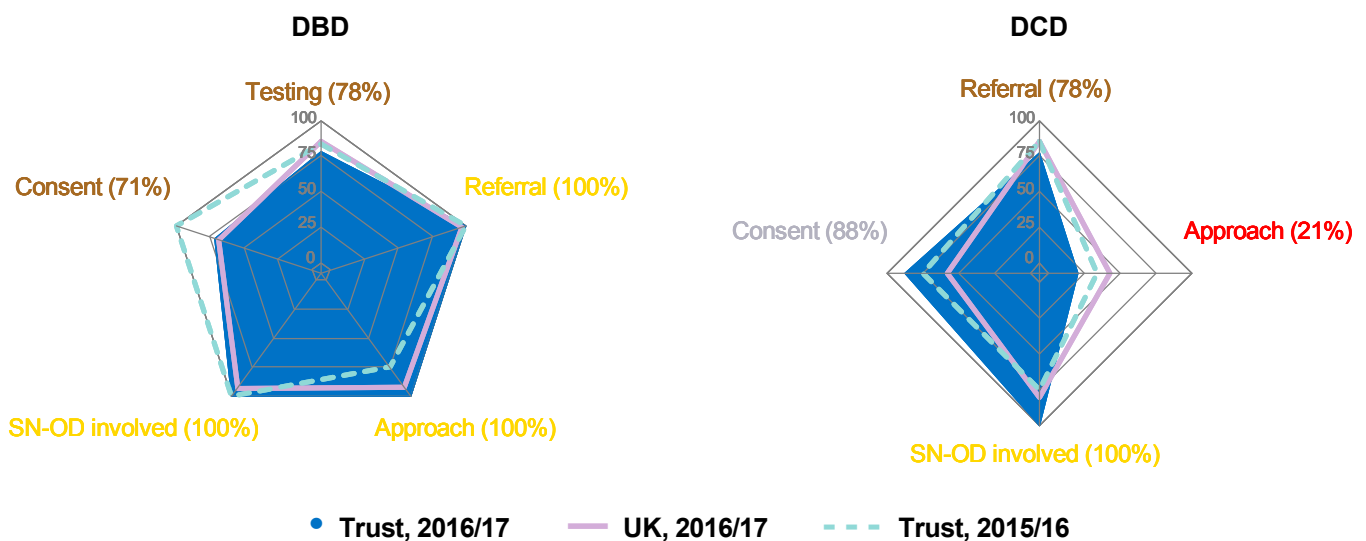 DBD
DCD
Testing (78%)
100
75
50
25
0
Consent (71%)
Referral (100%)
SN-OD involved (100%)
Approach (100%)
Referral (78%)
100
75
50
25
0
Consent (88%)
Approach (21%)
SN-OD involved (100%)
Trust, 2016/17
UK, 2016/17
Trust, 2015/16